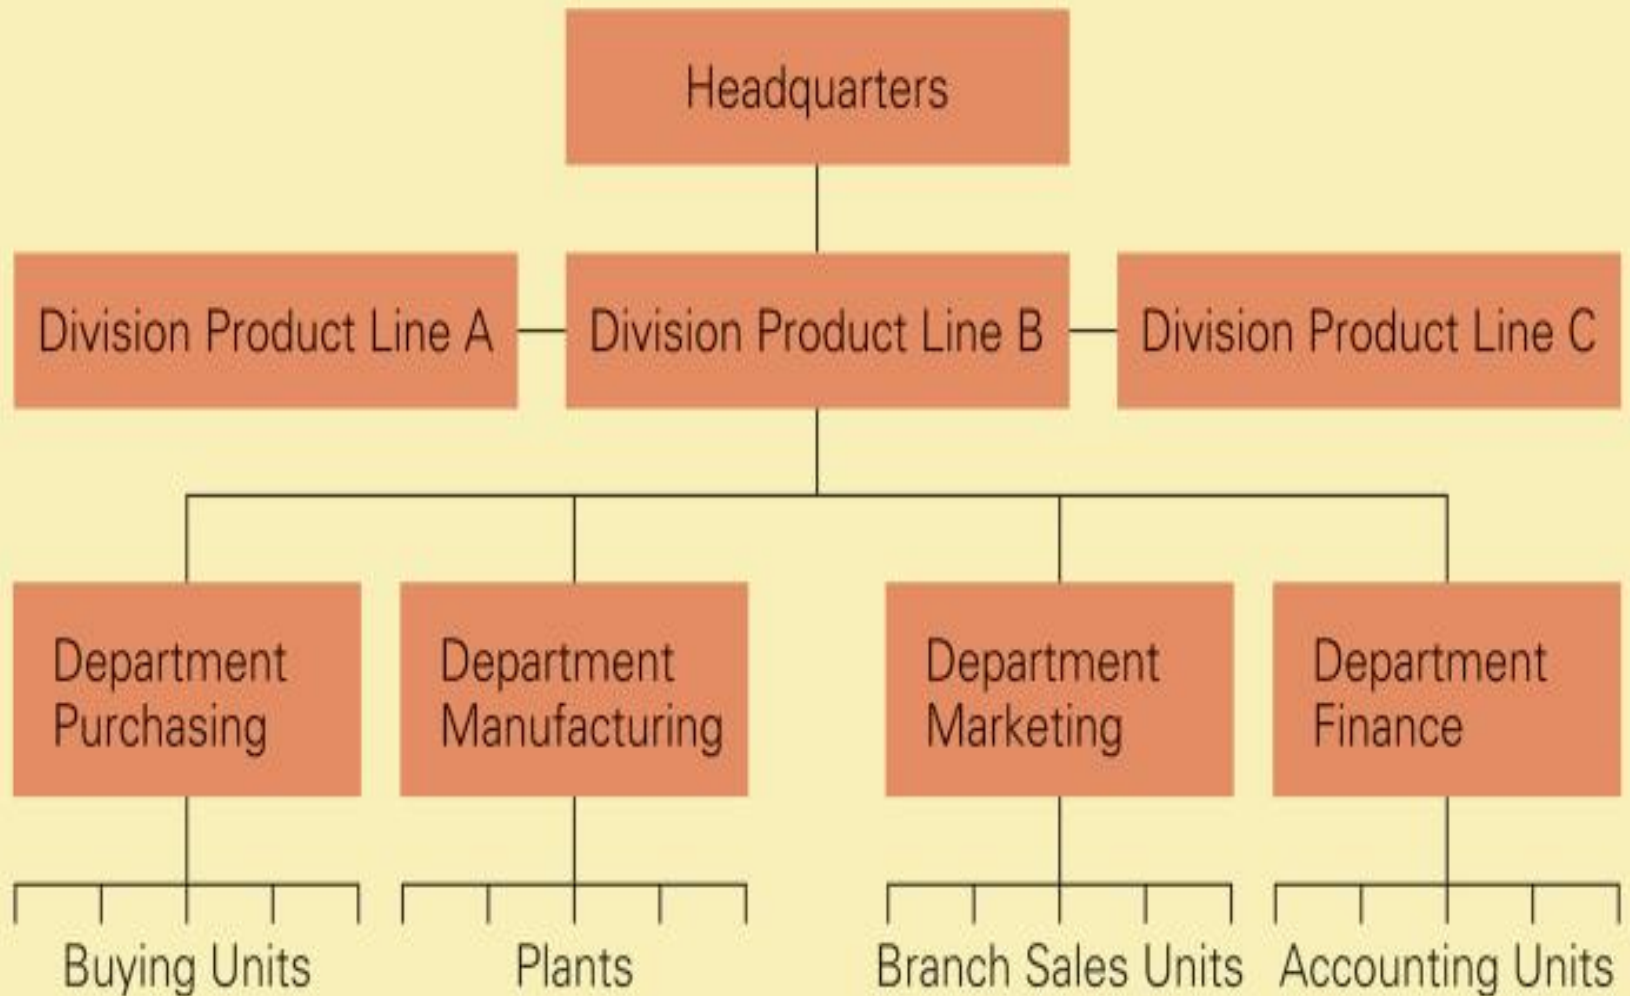 Headquarters
Division Product Line A
Division Product Line B
Division Product Line C
Department
Purchasing
Department
Manufacturing
Department
Marketing
Department
Finance
Buying Units
Plants
Branch Sales Units
Accounting Units